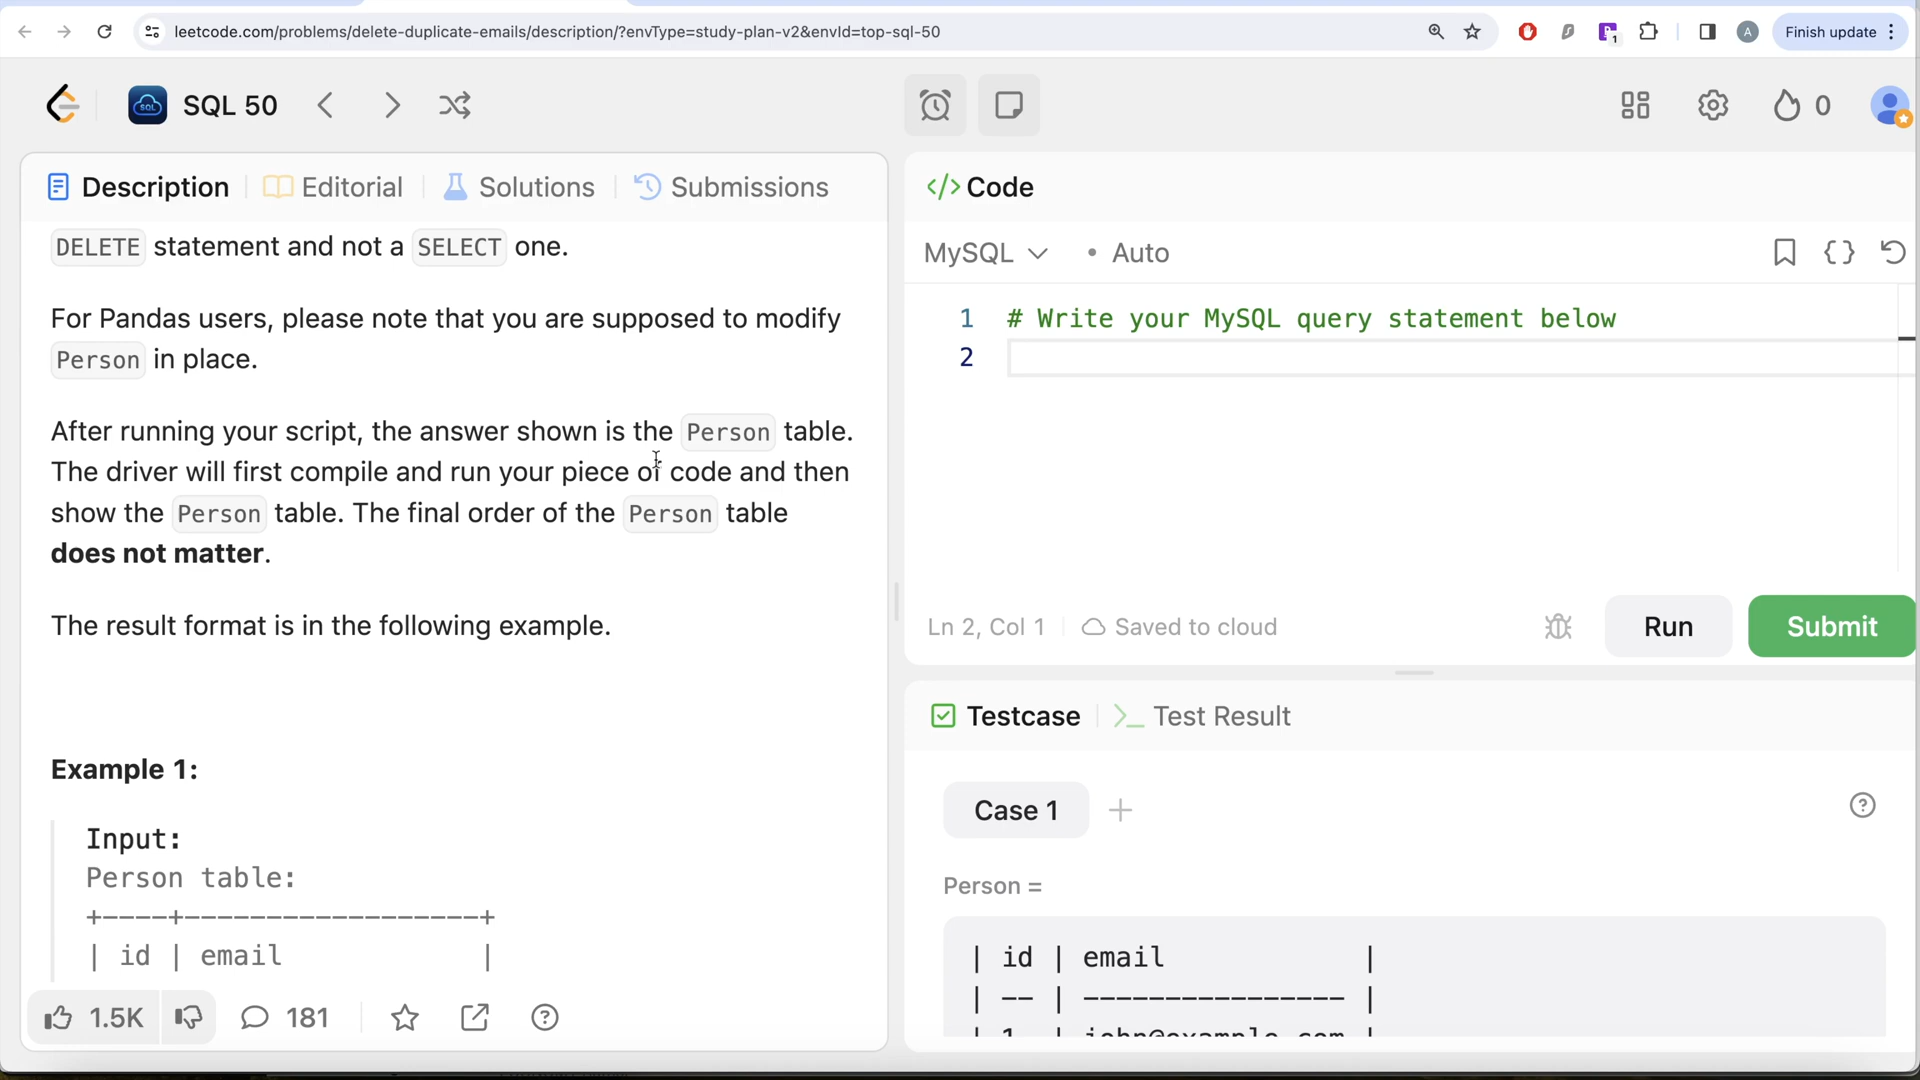 leetcode.com/problems/delete-duplicate-emails/description/?envType=study-plan-v2&envId=top-sql-50
1
A
Finish update
SQL
SQL 50
0
Description
Editorial
Solutions
Submissions
DELETE statement and not a SELECT one.
For Pandas users, please note that you are supposed to modify
Person in place.
After running your script, the answer shown is the Person table.
The driver will first compile and run your piece of code and then
show the Person table. The final order of the Person table
does not matter.
The result format is in the following example.
Example 1:
Input:
Person table:
+----+------------------+
| id | email            |
1.5K
181
</> Code
MySQL
• Auto
{}
1 # Write your MySQL query statement below
2
Ln 2, Col 1
Saved to cloud
Run
Submit
Testcase
>_ Test Result
Case 1
+
Person =
| id | email            |
| -- | ---------------- |
| 1  | john@example.com |